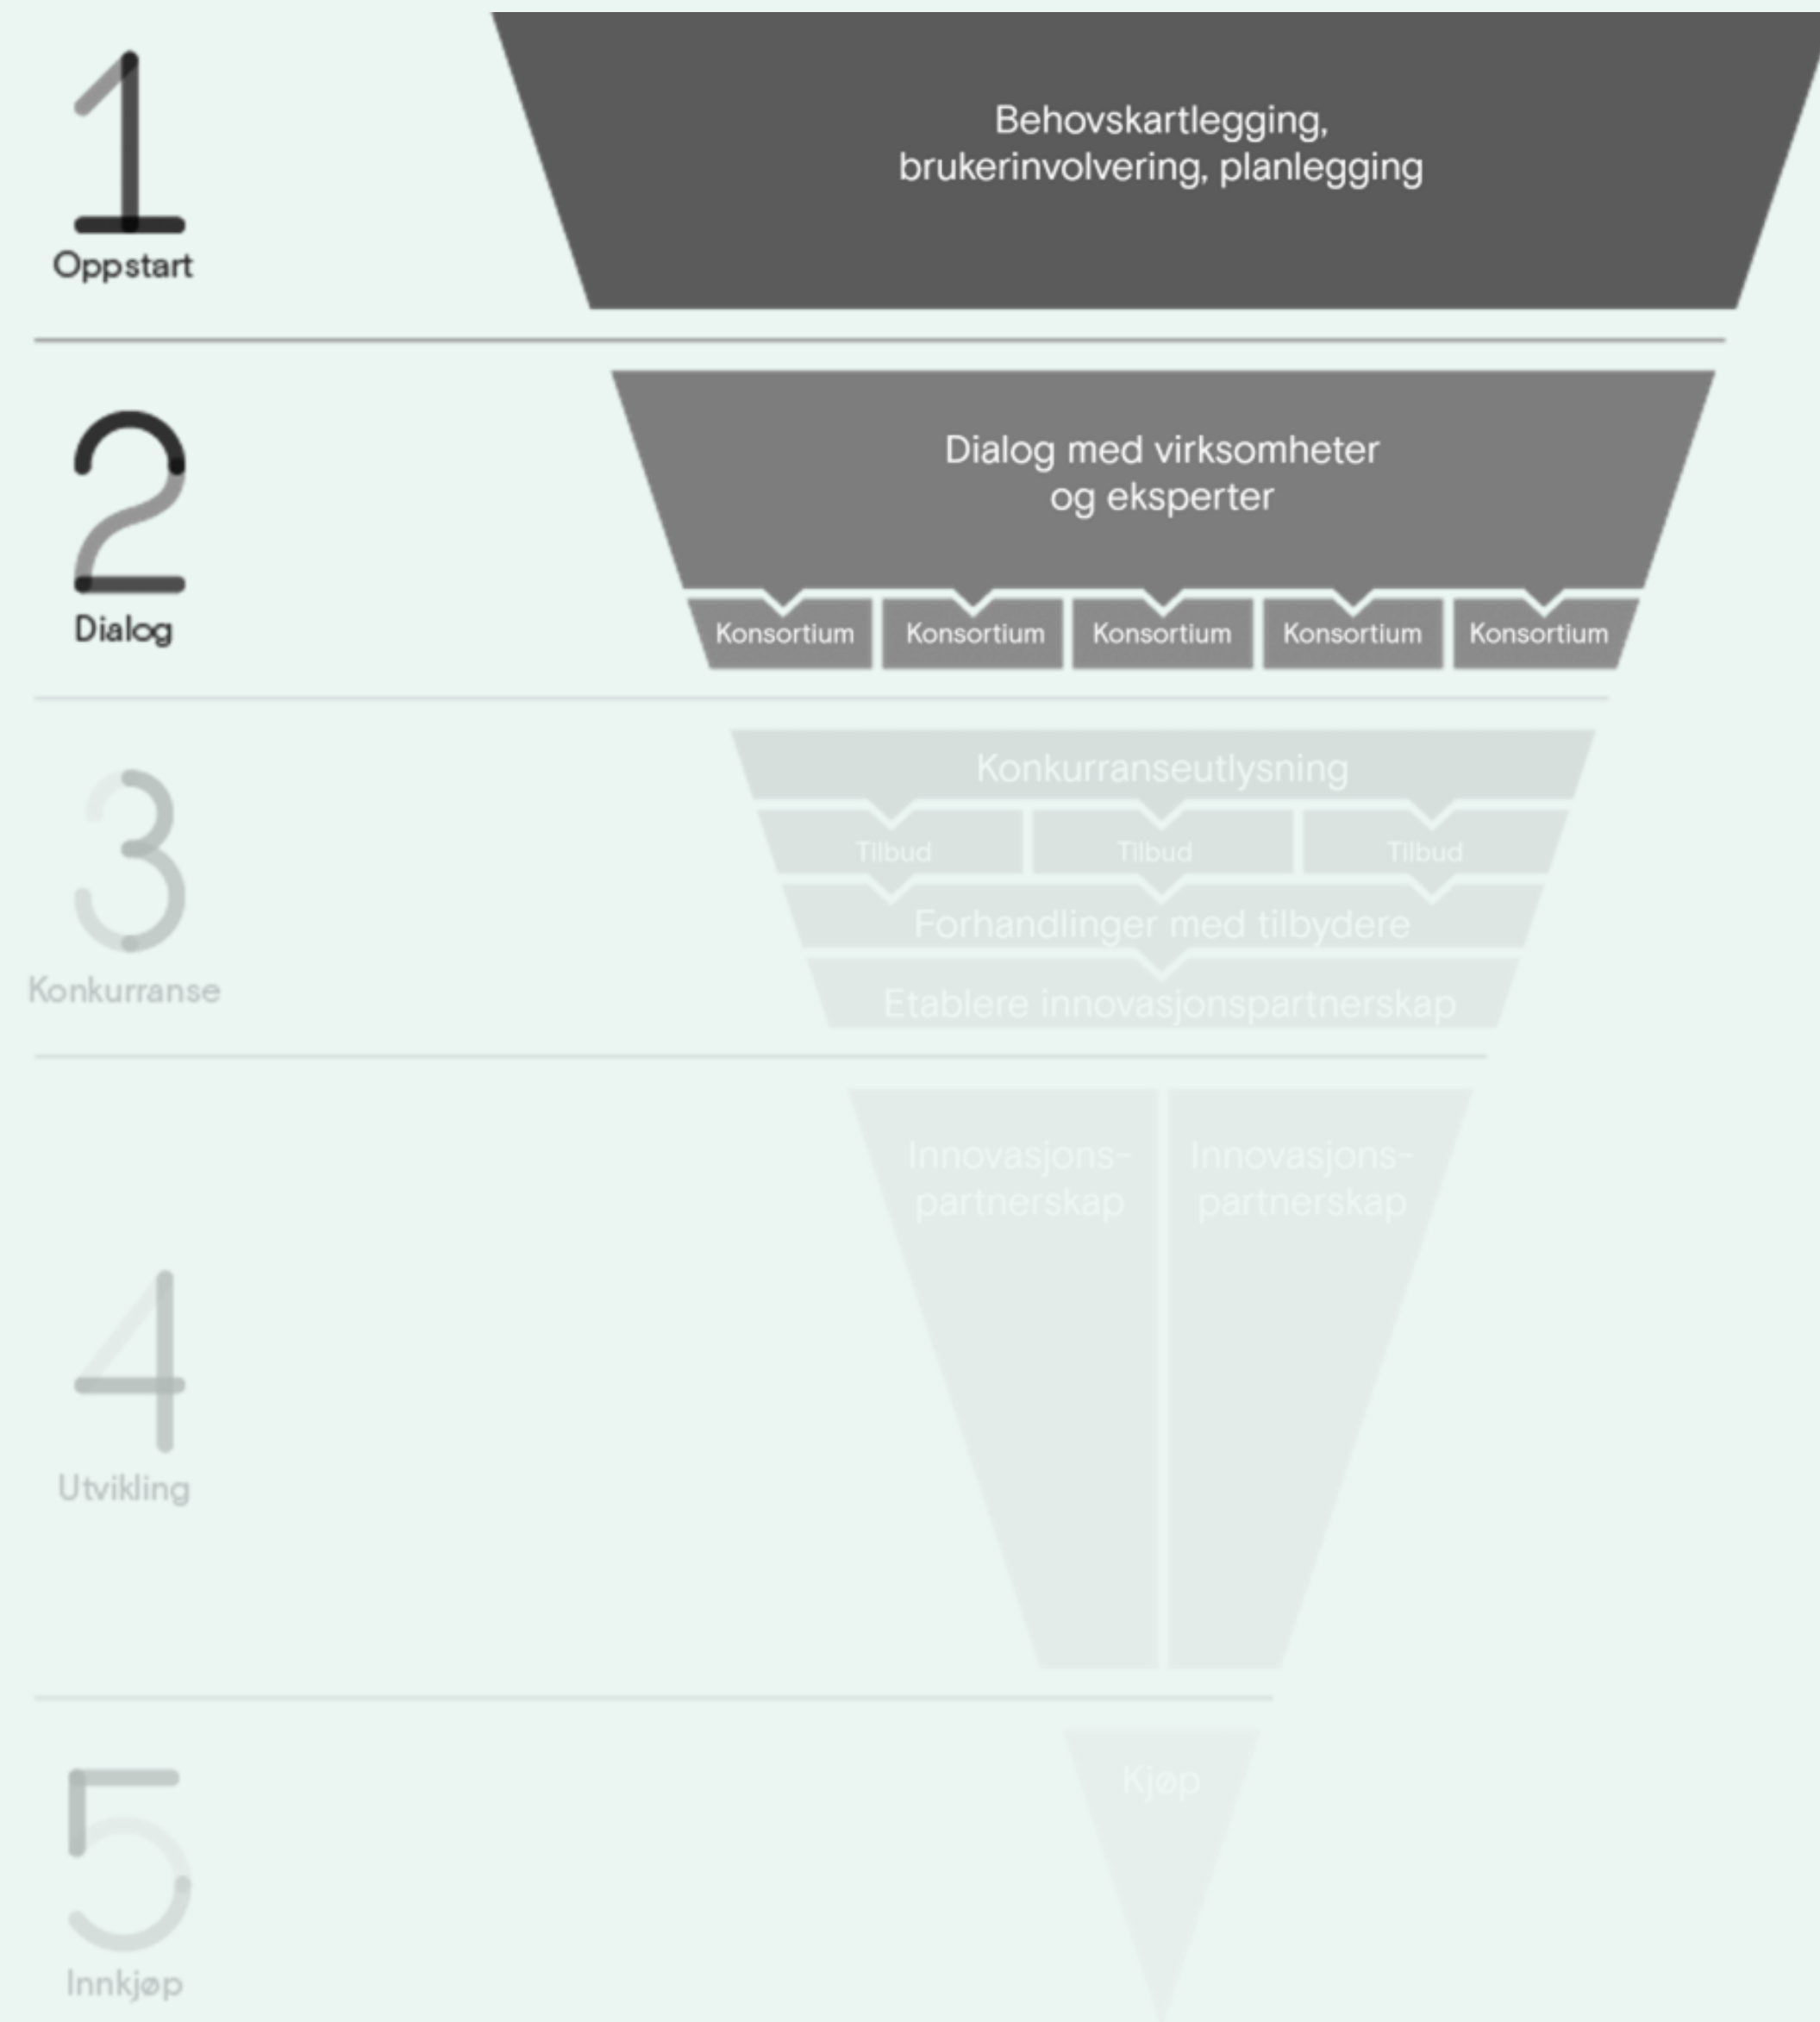 1
Oppstart
Behovskartlegging,
brukerinvolvering, planlegging
2
Dialog
Dialog med virksomheter
og eksperter
Konsortium
Konsortium
Konsortium
Konsortium
Konsortium
3
Konkurranse
Konkurranseutlysning
Tilbud
Tilbud
Tilbud
Forhandlinger med tilbydere
Etablere innovasjonspartnerskap
4
Utvikling
Innovasjons-
partnerskap
Innovasjons-
partnerskap
5
Innkjøp
Kjøp